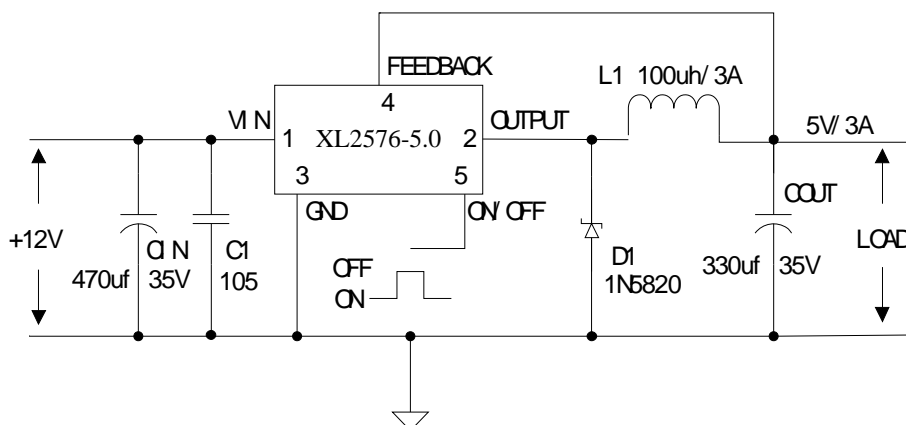 FEEDBACK
L1 100uh/3A
4
VIN
1
XL2576-5.0
2
OUTPUT
5V/3A
3
5
GND
ON/OFF
COUT
+12V
CIN
C1
470uf
35V
105
OFF
ON
D1
1N5820
330uf
35V
LOAD